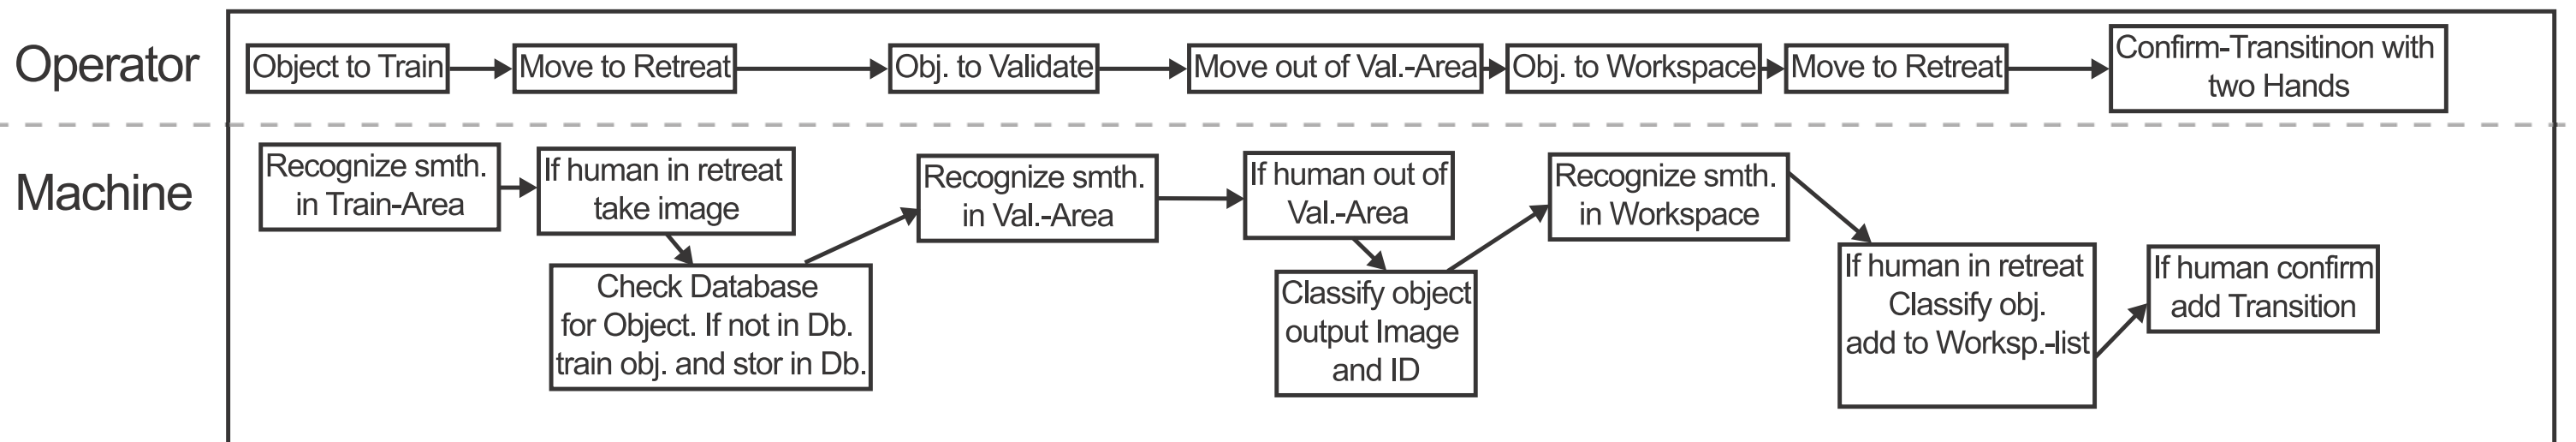 Operator
Object to Train
Move to Retreat
Obj. to Validate
Move out of Val.-Area
Obj. to Workspace
Move to Retreat
Confirm-Transitinon with
two Hands
Machine
Recognize smth.
in Train-Area
If human in retreat
take image
Check Database
for Object. If not in Db.
train obj. and stor in Db.
Recognize smth.
in Val.-Area
If human out of
Val.-Area
Classify object
output Image
and ID
Recognize smth.
in Workspace
If human in retreat
Classify obj.
add to Worksp.-list
If human confirm
add Transition